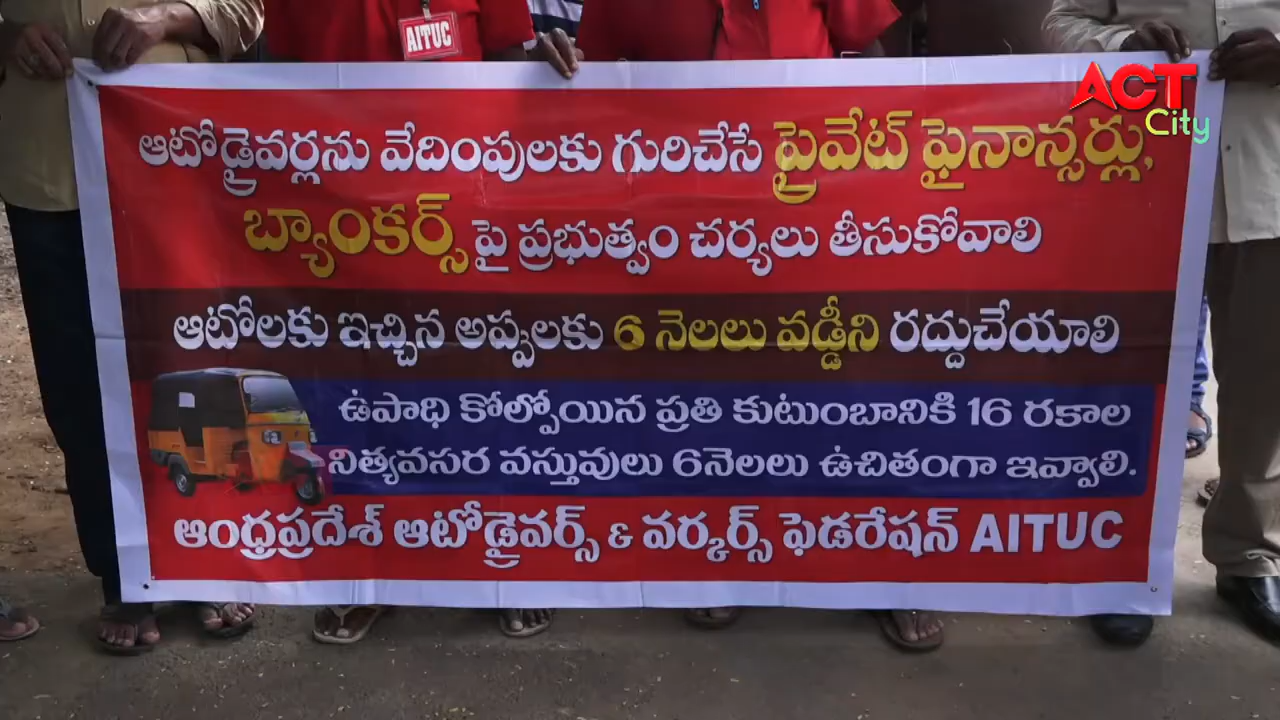 AITUC
ACT
City
ఆటోడ్రైవర్లను వేదింపులకు గురిచేసే ప్రైవేట్ ఫైనాన్సర్లు,
బ్యాంకర్స్ పై ప్రభుత్వం చర్యలు తీసుకోవాలి
ఆటోలకు ఇచ్చిన అప్పులకు 6 నెలలు వడ్డీని రద్దుచేయాలి
ఉపాధి కోల్పోయిన ప్రతి కుటుంబానికి 16 రకాల
నిత్యవసర వస్తువులు 6నెలలు ఉచితంగా ఇవ్వాలి.
ఆంధ్రప్రదేశ్ ఆటోడ్రైవర్స్ & వర్కర్స్ ఫెడరేషన్ AITUC